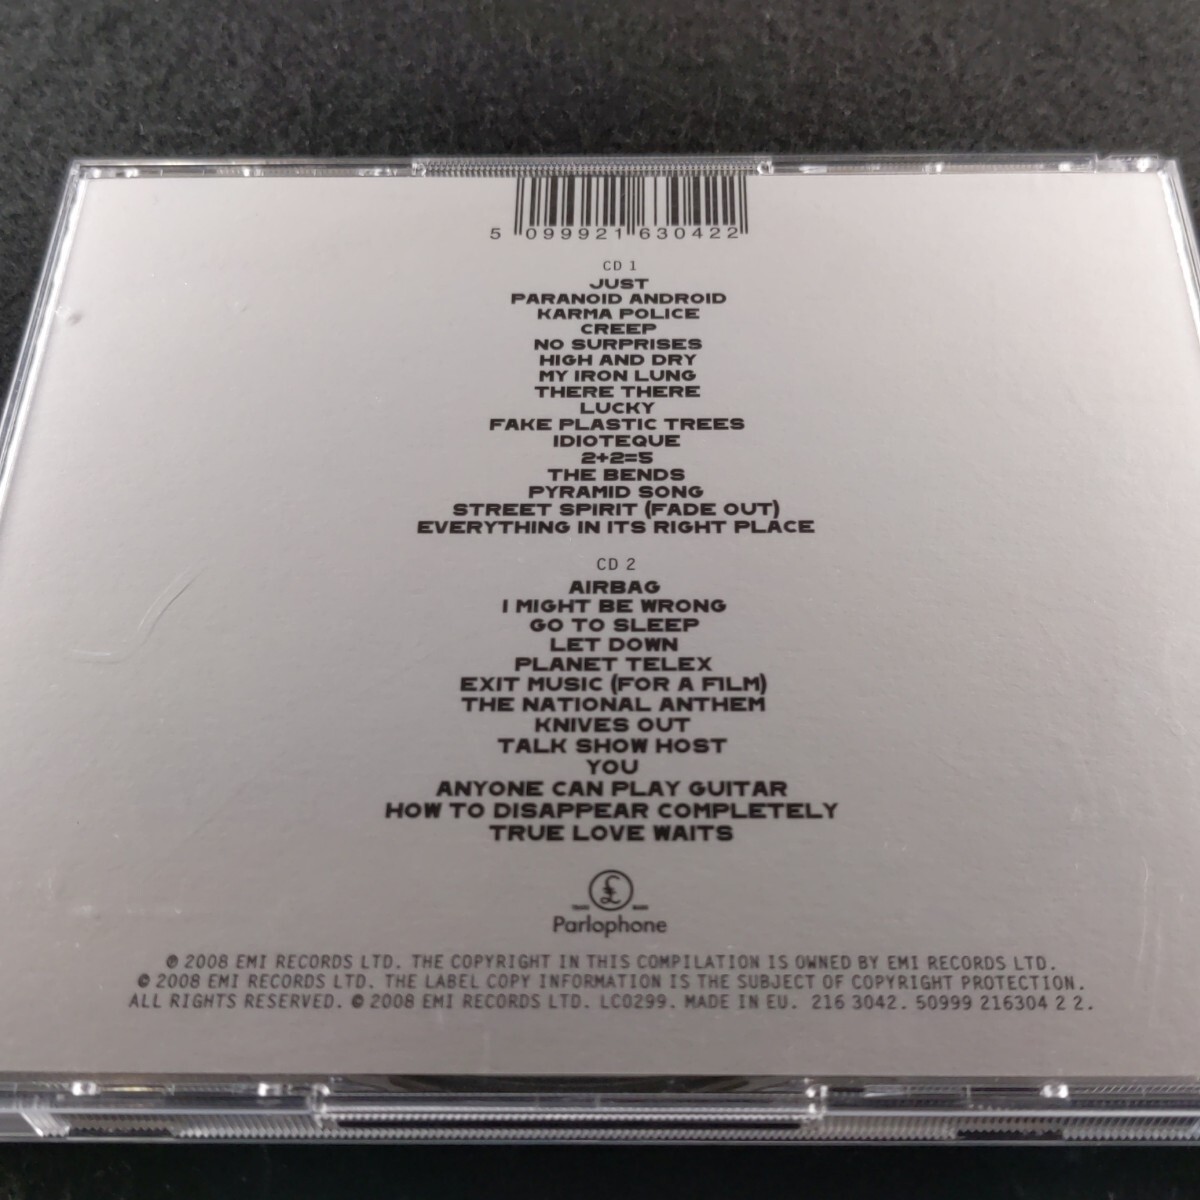 5 099921 630422
CD 1
JUST
PARANOID ANDROID
KARMA POLICE
CREEP
NO SURPRISES
HIGH AND DRY
MY IRON LUNG
THERE THERE
LUCKY
FAKE PLASTIC TREES
IDIOTEQUE
2+2=5
THE BENDS
PYRAMID SONG
STREET SPIRIT (FADE OUT)
EVERYTHING IN ITS RIGHT PLACE
CD 2
AIRBAG
I MIGHT BE WRONG
GO TO SLEEP
LET DOWN
PLANET TELEX
EXIT MUSIC (FOR A FILM)
THE NATIONAL ANTHEM
KNIVES OUT
TALK SHOW HOST
YOU
ANYONE CAN PLAY GUITAR
HOW TO DISAPPEAR COMPLETELY
TRUE LOVE WAITS
£
TRADE MARK
Parlophone
℗ 2008 EMI RECORDS LTD. THE COPYRIGHT IN THIS COMPILATION IS OWNED BY EMI RECORDS LTD.
© 2008 EMI RECORDS LTD. THE LABEL COPY INFORMATION IS THE SUBJECT OF COPYRIGHT PROTECTION.
ALL RIGHTS RESERVED. © 2008 EMI RECORDS LTD. LC0299. MADE IN EU. 216 3042. 50999 216304 2 2.